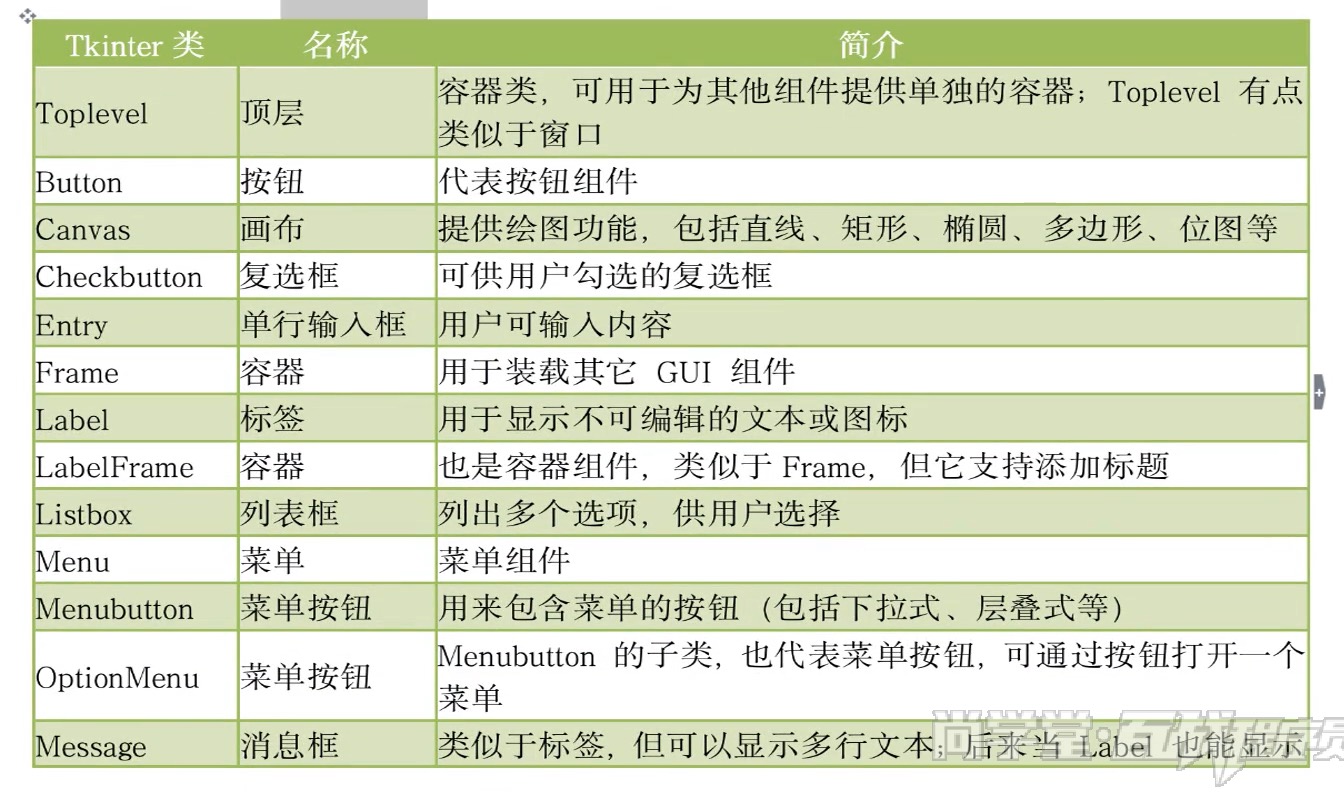 Tkinter 类 名称 简介
Toplevel 顶层 容器类，可用于为其他组件提供单独的容器；Toplevel 有点
类似于窗口
Button 按钮 代表按钮组件
Canvas 画布 提供绘图功能，包括直线、矩形、椭圆、多边形、位图等
Checkbutton 复选框 可供用户勾选的复选框
Entry 单行输入框 用户可输入内容
Frame 容器 用于装载其它 GUI 组件
Label 标签 用于显示不可编辑的文本或图标
LabelFrame 容器 也是容器组件，类似于 Frame，但它支持添加标题
Listbox 列表框 列出多个选项，供用户选择
Menu 菜单 菜单组件
Menubutton 菜单按钮 用来包含菜单的按钮（包括下拉式、层叠式等）
OptionMenu 菜单按钮 Menubutton 的子类，也代表菜单按钮，可通过按钮打开一个
菜单
Message 消息框 类似于标签，但可以显示多行文本；后来当 Label 也能显示
尚学堂·百战程序员